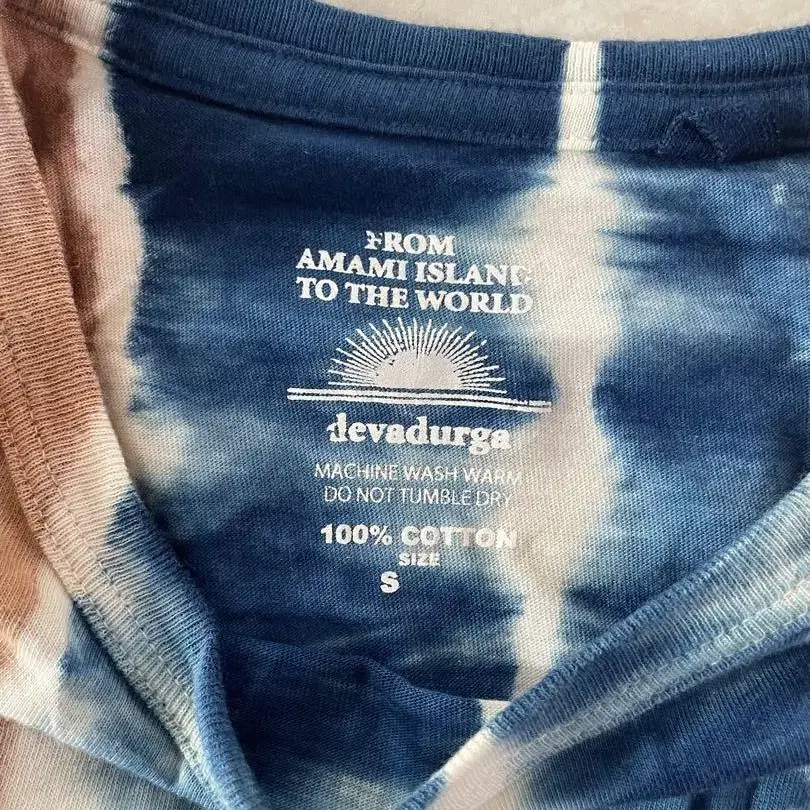 FROM
AMAMI ISLAND
TO THE WORLD
devadurga
MACHINE WASH WARM
DO NOT TUMBLE DRY
100% COTTON
SIZE
S